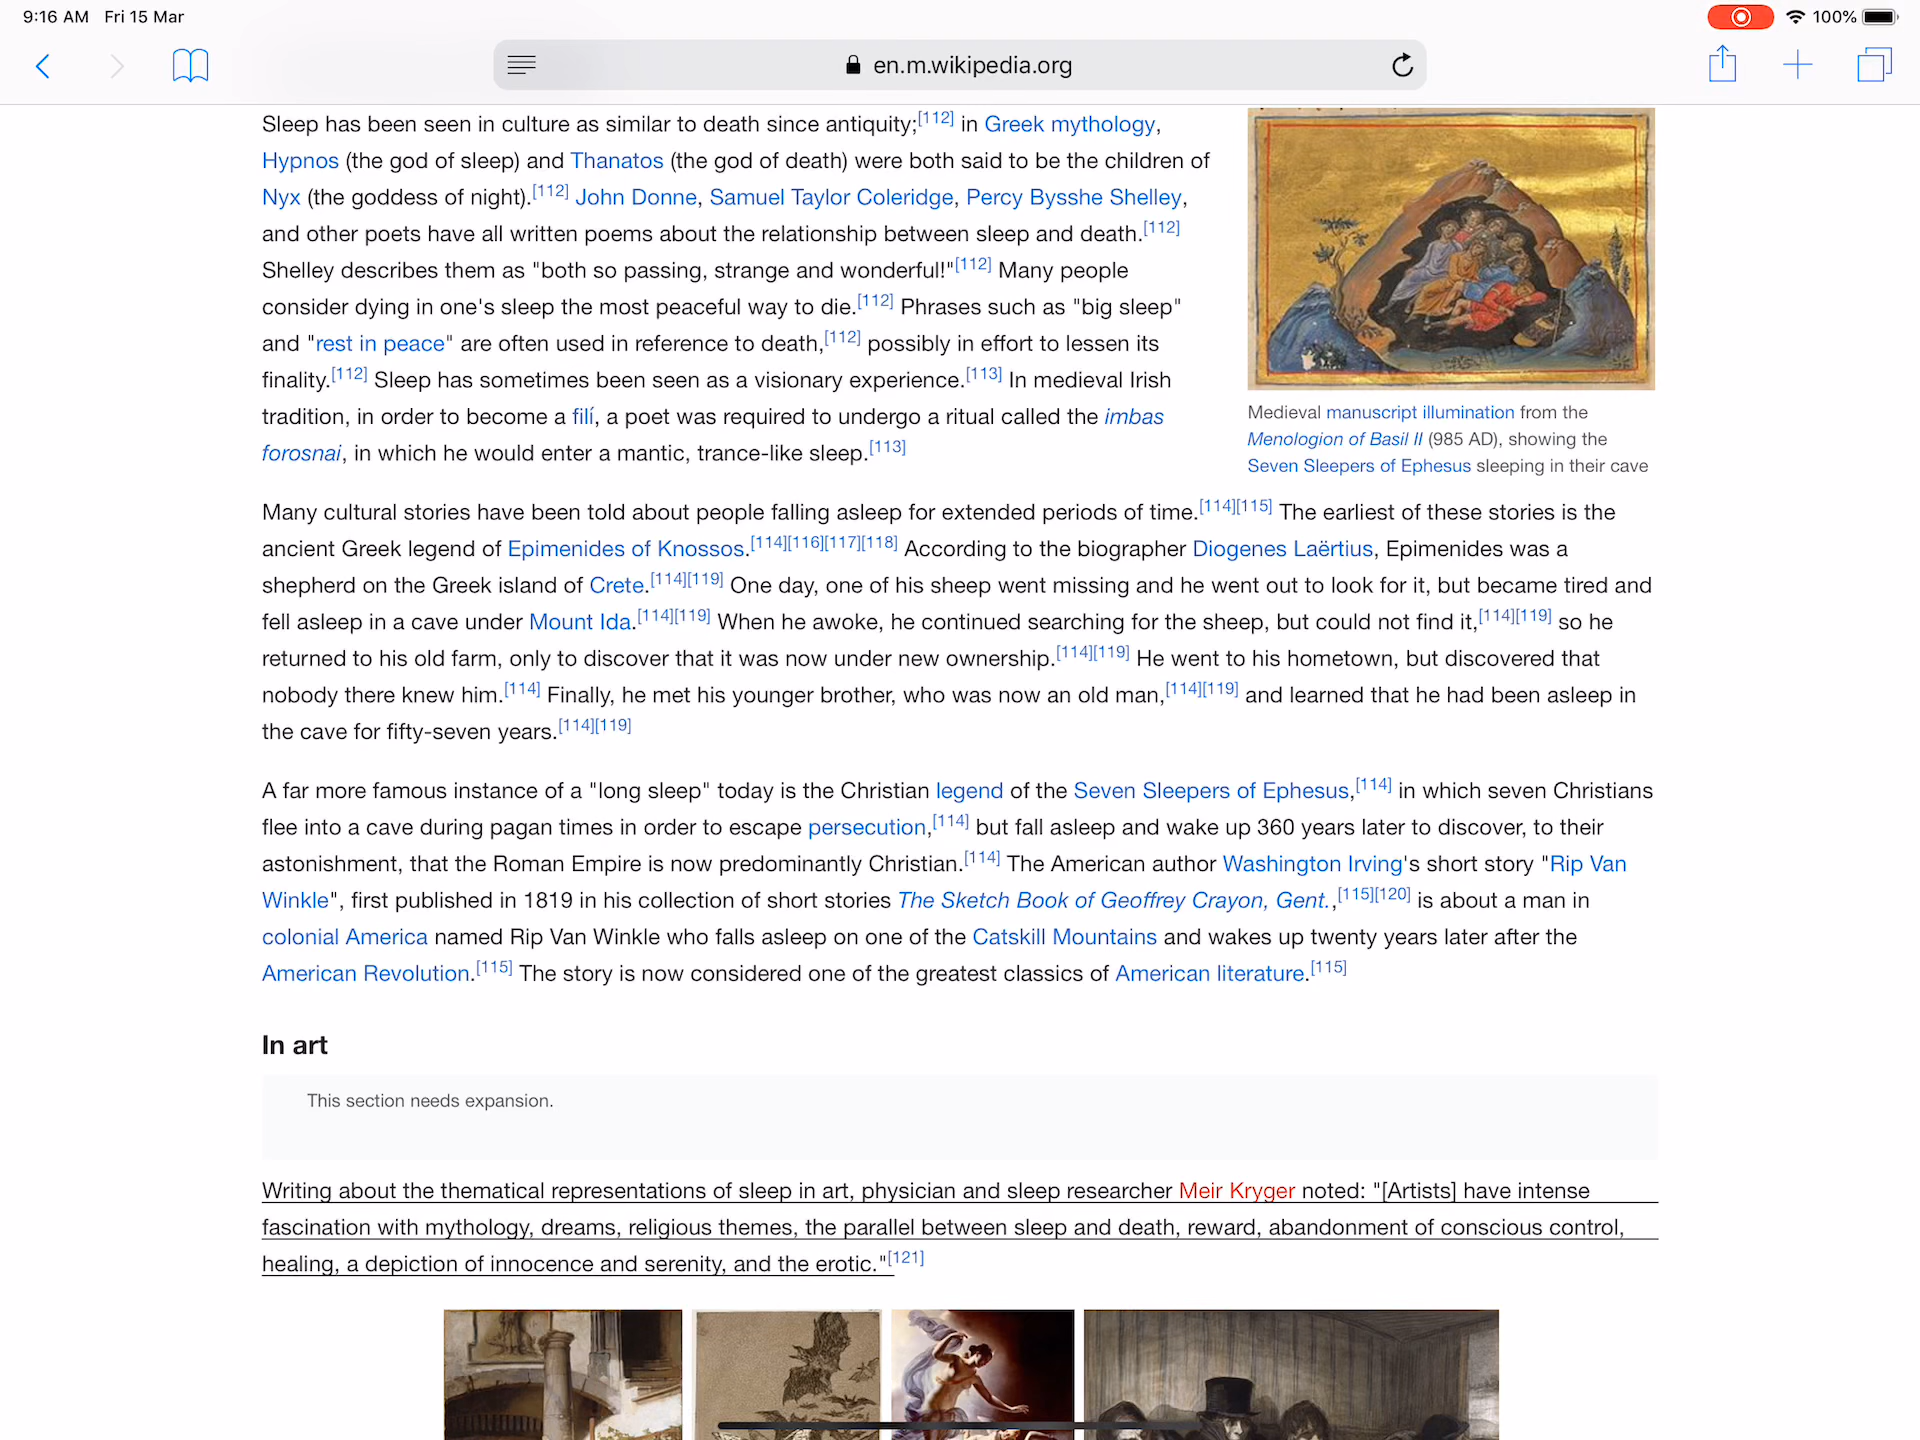 9:16 AM Fri 15 Mar
100%
en.m.wikipedia.org
Sleep has been seen in culture as similar to death since antiquity;[112] in Greek mythology,
Hypnos (the god of sleep) and Thanatos (the god of death) were both said to be the children of
Nyx (the goddess of night).[112] John Donne, Samuel Taylor Coleridge, Percy Bysshe Shelley,
and other poets have all written poems about the relationship between sleep and death.[112]
Shelley describes them as "both so passing, strange and wonderful!"[112] Many people
consider dying in one's sleep the most peaceful way to die.[112] Phrases such as "big sleep"
and "rest in peace" are often used in reference to death,[112] possibly in effort to lessen its
finality.[112] Sleep has sometimes been seen as a visionary experience.[113] In medieval Irish
tradition, in order to become a filí, a poet was required to undergo a ritual called the imbas
forosnai, in which he would enter a mantic, trance-like sleep.[113]
Medieval manuscript illumination from the
Menologion of Basil II (985 AD), showing the
Seven Sleepers of Ephesus sleeping in their cave
Many cultural stories have been told about people falling asleep for extended periods of time.[114][115] The earliest of these stories is the
ancient Greek legend of Epimenides of Knossos.[114][116][117][118] According to the biographer Diogenes Laërtius, Epimenides was a
shepherd on the Greek island of Crete.[114][119] One day, one of his sheep went missing and he went out to look for it, but became tired and
fell asleep in a cave under Mount Ida.[114][119] When he awoke, he continued searching for the sheep, but could not find it,[114][119] so he
returned to his old farm, only to discover that it was now under new ownership.[114][119] He went to his hometown, but discovered that
nobody there knew him.[114] Finally, he met his younger brother, who was now an old man,[114][119] and learned that he had been asleep in
the cave for fifty-seven years.[114][119]
A far more famous instance of a "long sleep" today is the Christian legend of the Seven Sleepers of Ephesus,[114] in which seven Christians
flee into a cave during pagan times in order to escape persecution,[114] but fall asleep and wake up 360 years later to discover, to their
astonishment, that the Roman Empire is now predominantly Christian.[114] The American author Washington Irving's short story "Rip Van
Winkle", first published in 1819 in his collection of short stories The Sketch Book of Geoffrey Crayon, Gent.,[115][120] is about a man in
colonial America named Rip Van Winkle who falls asleep on one of the Catskill Mountains and wakes up twenty years later after the
American Revolution.[115] The story is now considered one of the greatest classics of American literature.[115]
In art
This section needs expansion.
Writing about the thematical representations of sleep in art, physician and sleep researcher Meir Kryger noted: "[Artists] have intense
fascination with mythology, dreams, religious themes, the parallel between sleep and death, reward, abandonment of conscious control,
healing, a depiction of innocence and serenity, and the erotic."[121]